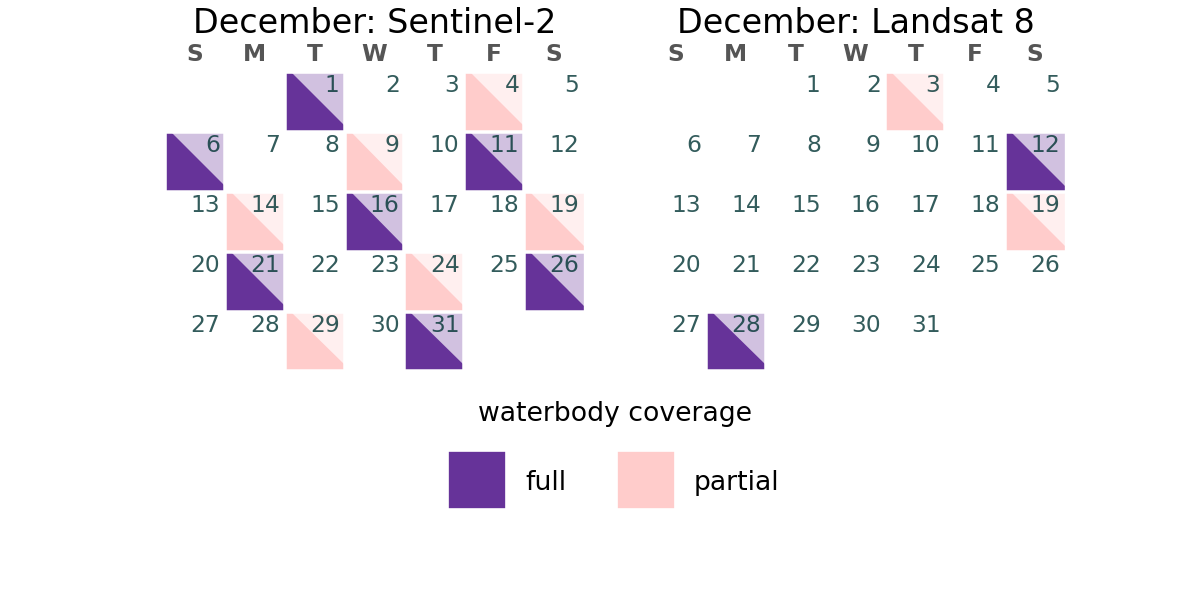 December: Sentinel-2
S M T W T F S
1 2 3 4 5
6 7 8 9 10 11 12
13 14 15 16 17 18 19
20 21 22 23 24 25 26
27 28 29 30 31
December: Landsat 8
S M T W T F S
1 2 3 4 5
6 7 8 9 10 11 12
13 14 15 16 17 18 19
20 21 22 23 24 25 26
27 28 29 30 31
waterbody coverage
full
partial